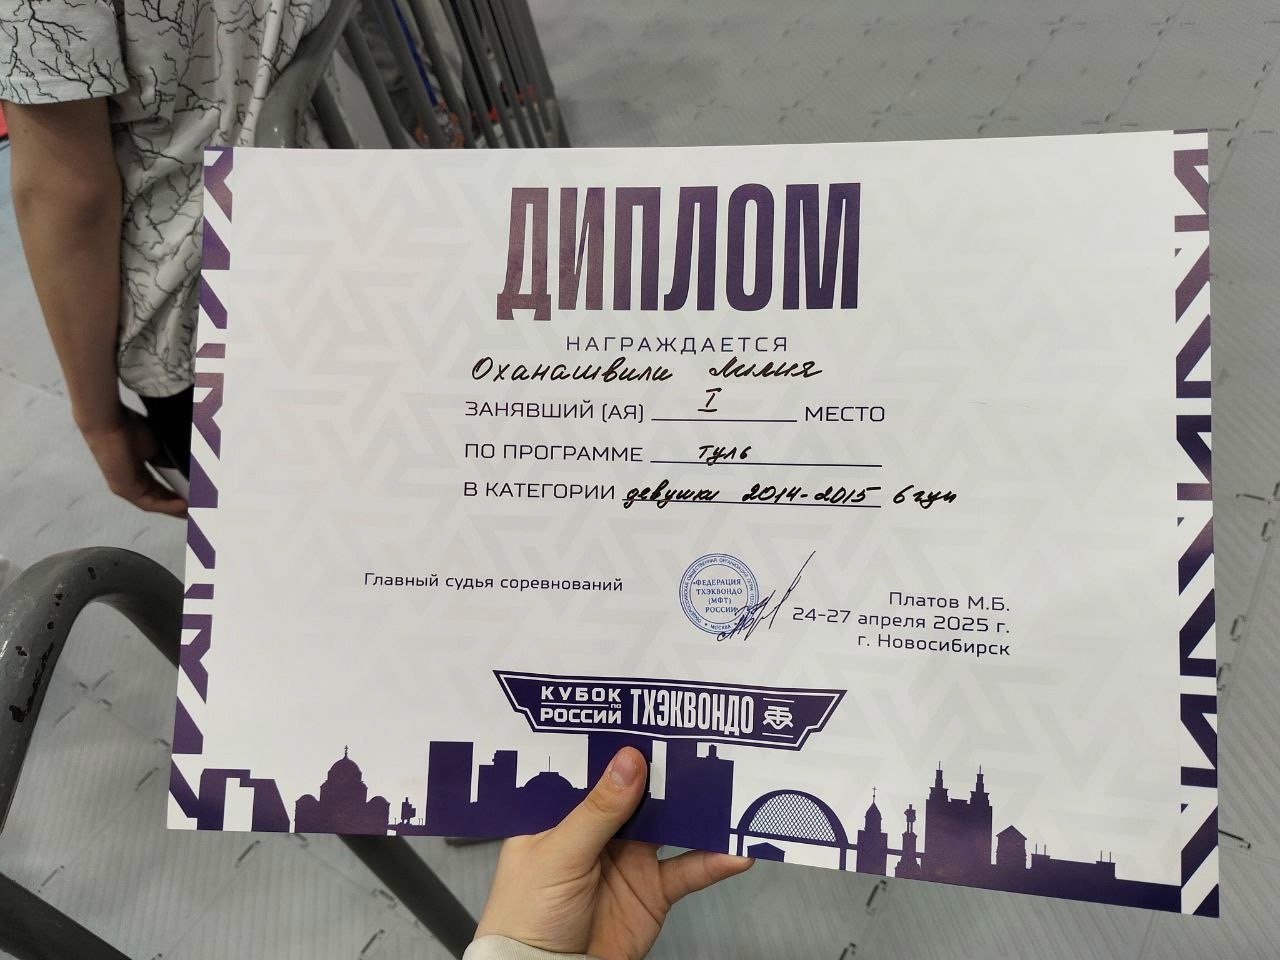 ДИПЛОМ
НАГРАЖДАЕТСЯ
Оханашвили Лилия
ЗАНЯВШИЙ (АЯ) I МЕСТО
ПО ПРОГРАММЕ туль
В КАТЕГОРИИ девушки 2014-2015 6 гуп
Главный судья соревнований
ФЕДЕРАЦИЯ
ТХЭКВОНДО
(МФТ)
РОССИИ
МОСКВА
Платов М.Б.
24-27 апреля 2025 г.
г. Новосибирск
КУБОК
ПО
РОССИИ
ТХЭКВОНДО